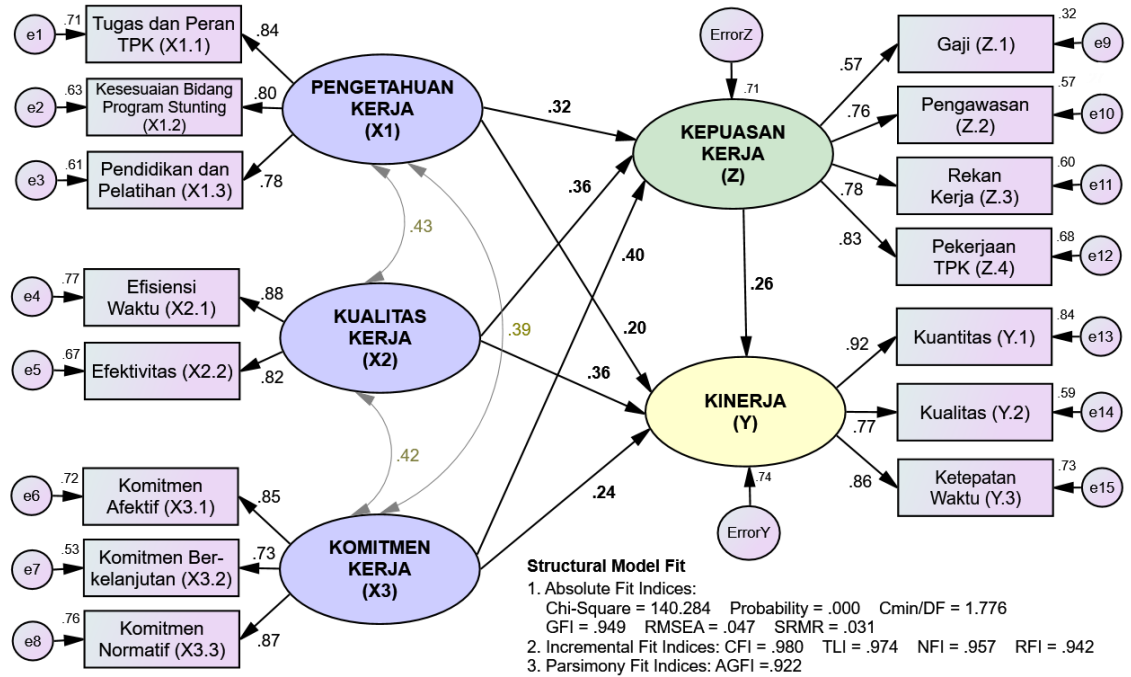 e1
.71
Tugas dan Peran
TPK (X1.1)
.84
e2
.63
Kesesuaian Bidang
Program Stunting
(X1.2)
.80
e3
.61
Pendidikan dan
Pelatihan (X1.3)
.78
PENGETAHUAN
KERJA
(X1)
e4
.77
Efisiensi
Waktu (X2.1)
.88
e5
.67
Efektivitas (X2.2)
.82
KUALITAS
KERJA
(X2)
e6
.72
Komitmen
Afektif (X3.1)
.85
e7
.53
Komitmen Ber-
kelanjutan (X3.2)
.73
e8
.76
Komitmen
Normatif (X3.3)
.87
KOMITMEN
KERJA
(X3)
.43
.39
.42
.32
.36
.40
.20
.36
.24
.26
ErrorZ
.71
KEPUASAN
KERJA
(Z)
.57
Gaji (Z.1)
.32
e9
.76
Pengawasan
(Z.2)
.57
e10
.78
Rekan
Kerja (Z.3)
.60
e11
.83
Pekerjaan
TPK (Z.4)
.68
e12
KINERJA
(Y)
.74
ErrorY
.92
Kuantitas (Y.1)
.84
e13
.77
Kualitas (Y.2)
.59
e14
.86
Ketepatan
Waktu (Y.3)
.73
e15
Structural Model Fit
1. Absolute Fit Indices:
Chi-Square = 140.284 Probability = .000 Cmin/DF = 1.776
GFI = .949 RMSEA = .047 SRMR = .031
2. Incremental Fit Indices: CFI = .980 TLI = .974 NFI = .957 RFI = .942
3. Parsimony Fit Indices: AGFI =.922